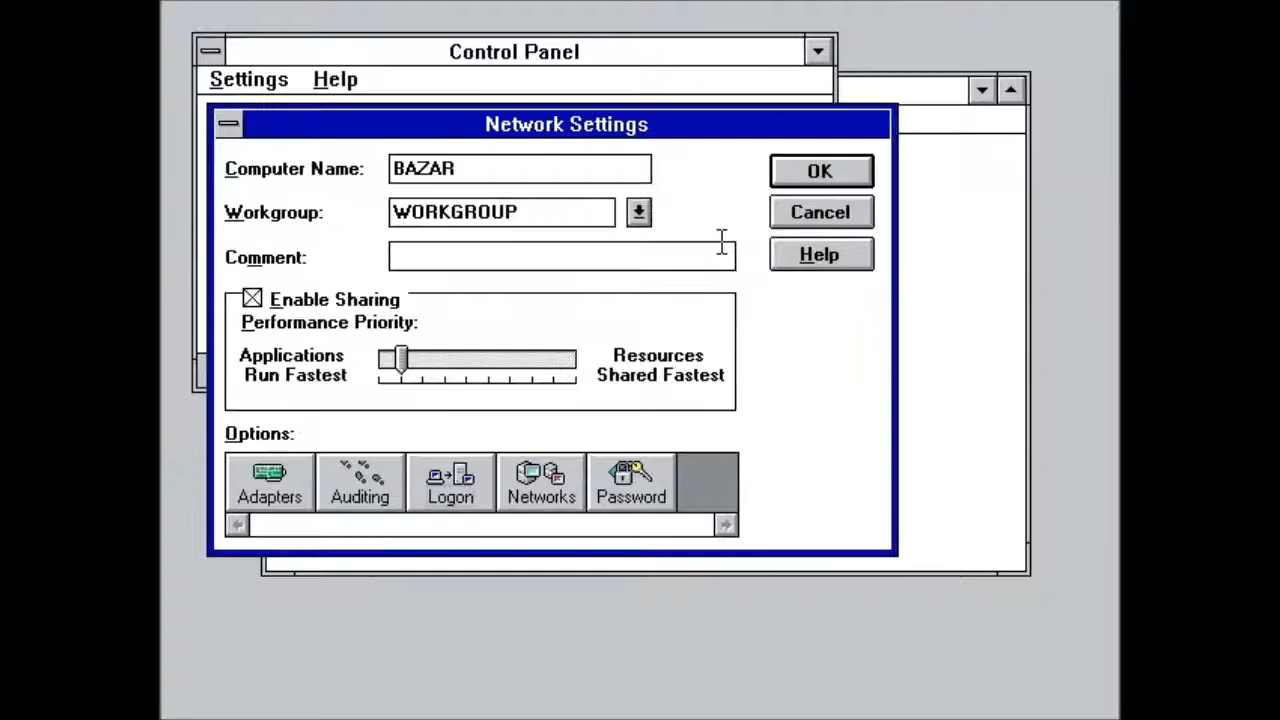 Control Panel
Settings Help
Network Settings
Computer Name: BAZAR
OK
Workgroup: WORKGROUP
Cancel
Comment:
Help
Enable Sharing
Performance Priority:
Applications Resources
Run Fastest Shared Fastest
Options:
Adapters Auditing Logon Networks Password